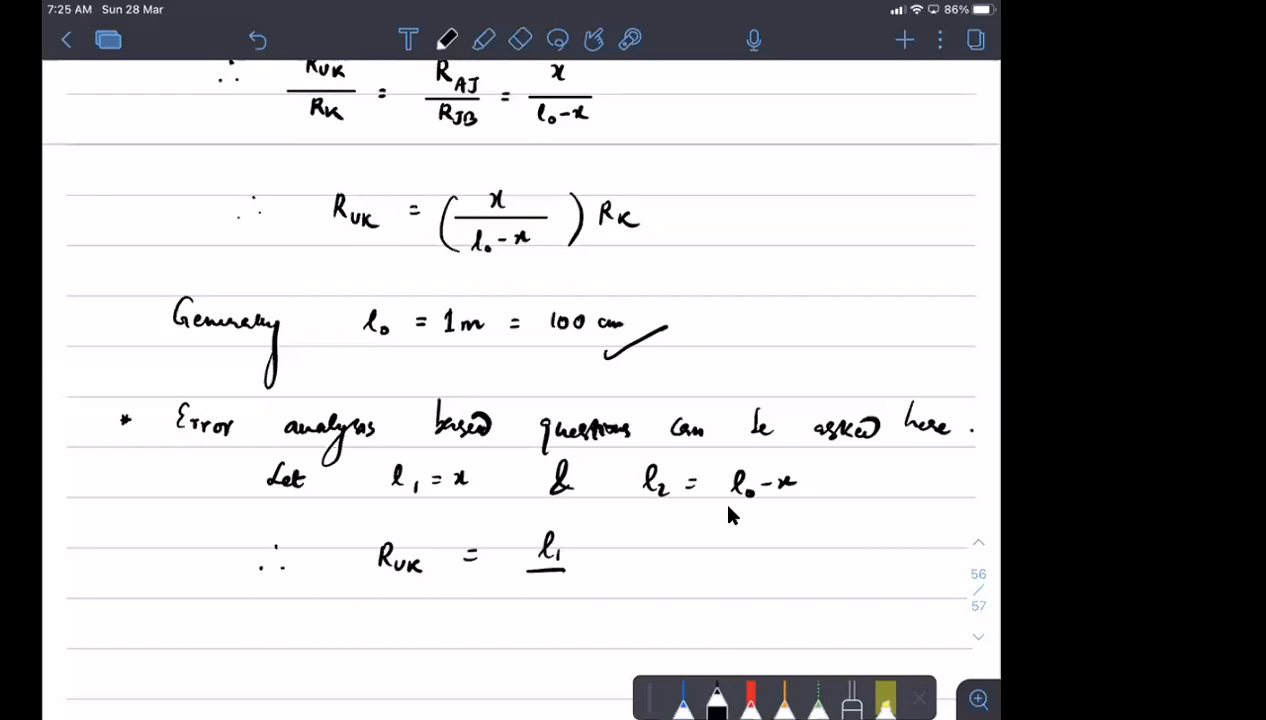 7:25 AM Sun 28 Mar 86%
∴ R_UK / R_K = R_AJ / R_JB = x / l₀-x
∴ R_UK = ( x / l₀-x ) R_K
Generally l₀ = 1m = 100 cm
* Error analysis based questions can be asked here.
Let l₁ = x & l₂ = l₀-x
∴ R_UK = l₁
56
/
57